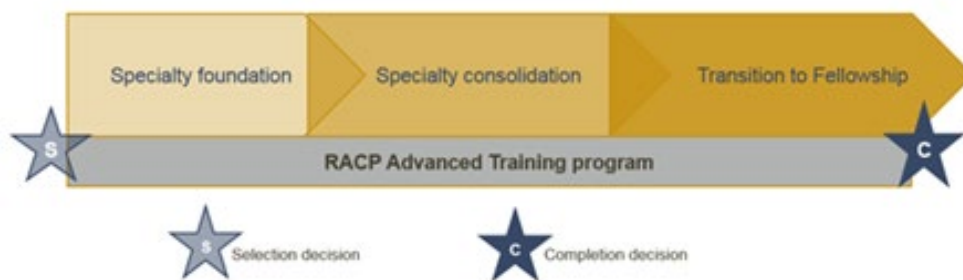 Specialty foundation
Specialty consolidation
Transition to Fellowship
S
C
RACP Advanced Training program
S
Selection decision
C
Completion decision